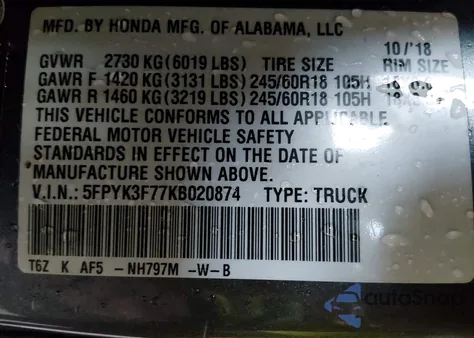 MFD. BY HONDA MFG. OF ALABAMA, LLC
10/'18
GVWR 2730 KG(6019 LBS) TIRE SIZE RIM SIZE
GAWR F 1420 KG(3131 LBS) 245/60R18 105H
GAWR R 1460 KG(3219 LBS) 245/60R18 105H
THIS VEHICLE CONFORMS TO ALL APPLICABLE
FEDERAL MOTOR VEHICLE SAFETY
STANDARDS IN EFFECT ON THE DATE OF
MANUFACTURE SHOWN ABOVE.
V.I.N.: 5FPYK3F77KB020874 TYPE: TRUCK
T6Z K AF5 -NH797M -W-B
autoSnap